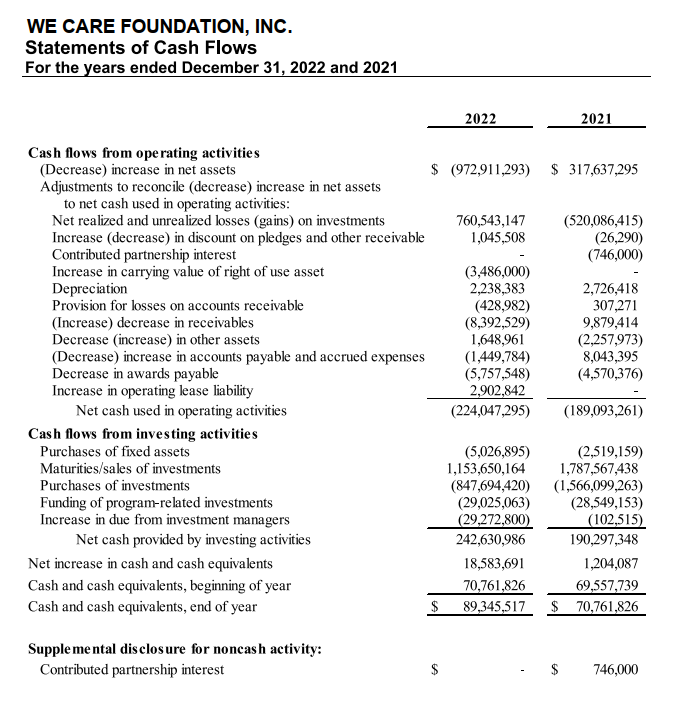 WE CARE FOUNDATION, INC.
Statements of Cash Flows
For the years ended December 31, 2022 and 2021
2022 2021
Cash flows from operating activities
(Decrease) increase in net assets $ (972,911,293) $ 317,637,295
Adjustments to reconcile (decrease) increase in net assets
to net cash used in operating activities:
Net realized and unrealized losses (gains) on investments 760,543,147 (520,086,415)
Increase (decrease) in discount on pledges and other receivable 1,045,508 (26,290)
Contributed partnership interest - (746,000)
Increase in carrying value of right of use asset (3,486,000) -
Depreciation 2,238,383 2,726,418
Provision for losses on accounts receivable (428,982) 307,271
(Increase) decrease in receivables (8,392,529) 9,879,414
Decrease (increase) in other assets 1,648,961 (2,257,973)
(Decrease) increase in accounts payable and accrued expenses (1,449,784) 8,043,395
Decrease in awards payable (5,757,548) (4,570,376)
Increase in operating lease liability 2,902,842 -
Net cash used in operating activities (224,047,295) (189,093,261)
Cash flows from investing activities
Purchases of fixed assets (5,026,895) (2,519,159)
Maturities/sales of investments 1,153,650,164 1,787,567,438
Purchases of investments (847,694,420) (1,566,099,263)
Funding of program-related investments (29,025,063) (28,549,153)
Increase in due from investment managers (29,272,800) (102,515)
Net cash provided by investing activities 242,630,986 190,297,348
Net increase in cash and cash equivalents 18,583,691 1,204,087
Cash and cash equivalents, beginning of year 70,761,826 69,557,739
Cash and cash equivalents, end of year $ 89,345,517 $ 70,761,826
Supplemental disclosure for noncash activity:
Contributed partnership interest $ - $ 746,000